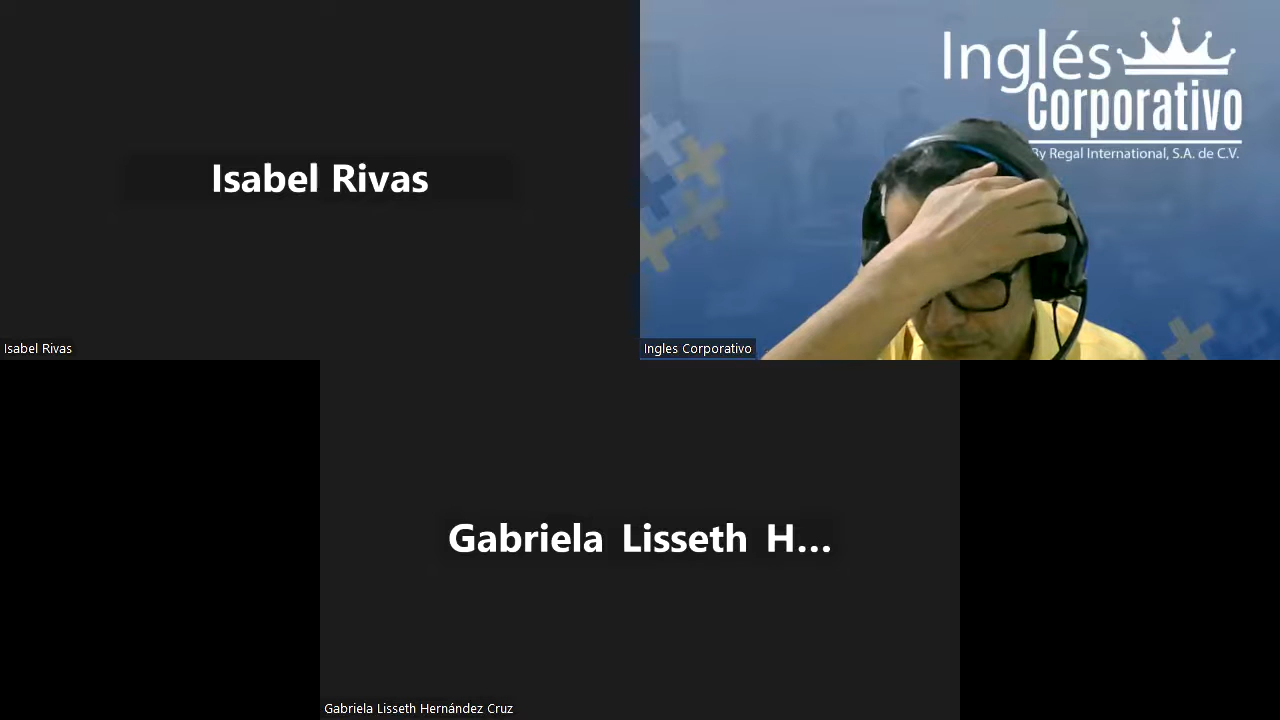 Isabel Rivas
Isabel Rivas
Inglés
Corporativo
By Regal International, S.A. de C.V.
Ingles Corporativo
Gabriela Lisseth H...
Gabriela Lisseth Hernández Cruz